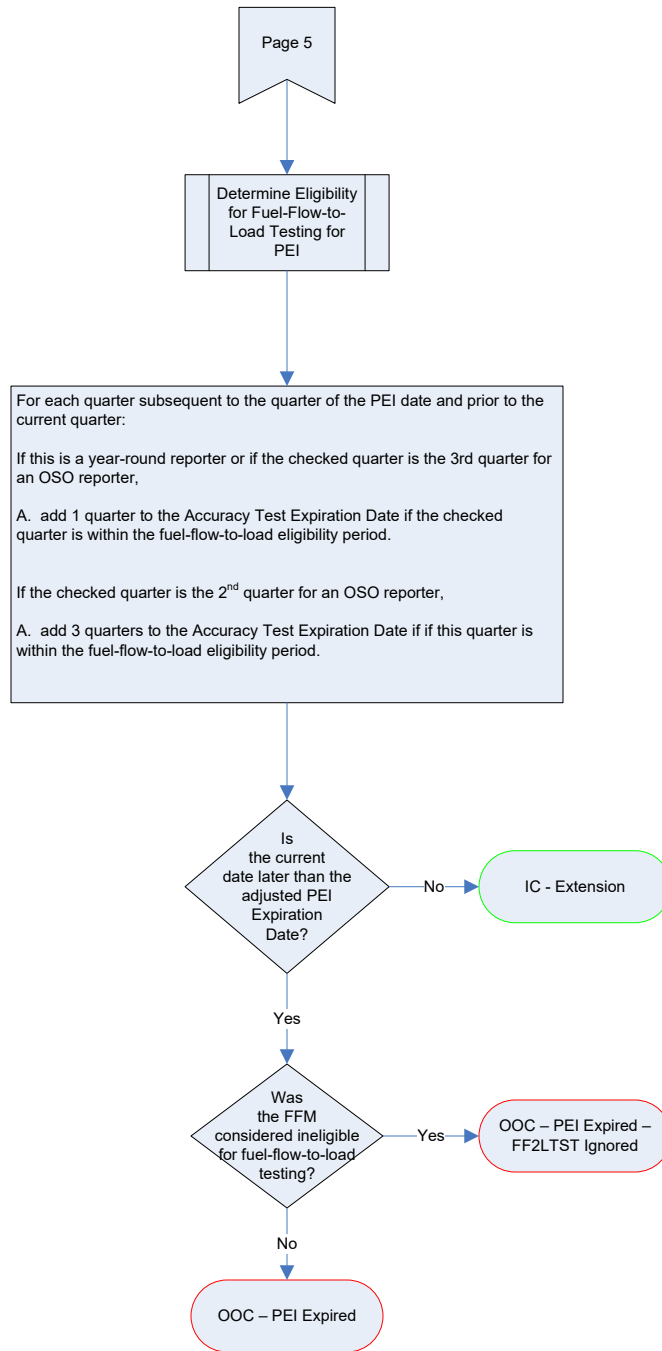 Page 5
Determine Eligibility
for Fuel-Flow-to-
Load Testing for
PEI
For each quarter subsequent to the quarter of the PEI date and prior to the
current quarter:
If this is a year-round reporter or if the checked quarter is the 3rd quarter for
an OSO reporter,
A.  add 1 quarter to the Accuracy Test Expiration Date if the checked
quarter is within the fuel-flow-to-load eligibility period.
If the checked quarter is the 2nd quarter for an OSO reporter,
A.  add 3 quarters to the Accuracy Test Expiration Date if if this quarter is
within the fuel-flow-to-load eligibility period.
Is
the current
date later than the
adjusted PEI
Expiration
Date?
No
IC - Extension
Yes
Was
the FFM
considered ineligible
for fuel-flow-to-load
testing?
Yes
OOC – PEI Expired –
FF2LTST Ignored
No
OOC – PEI Expired